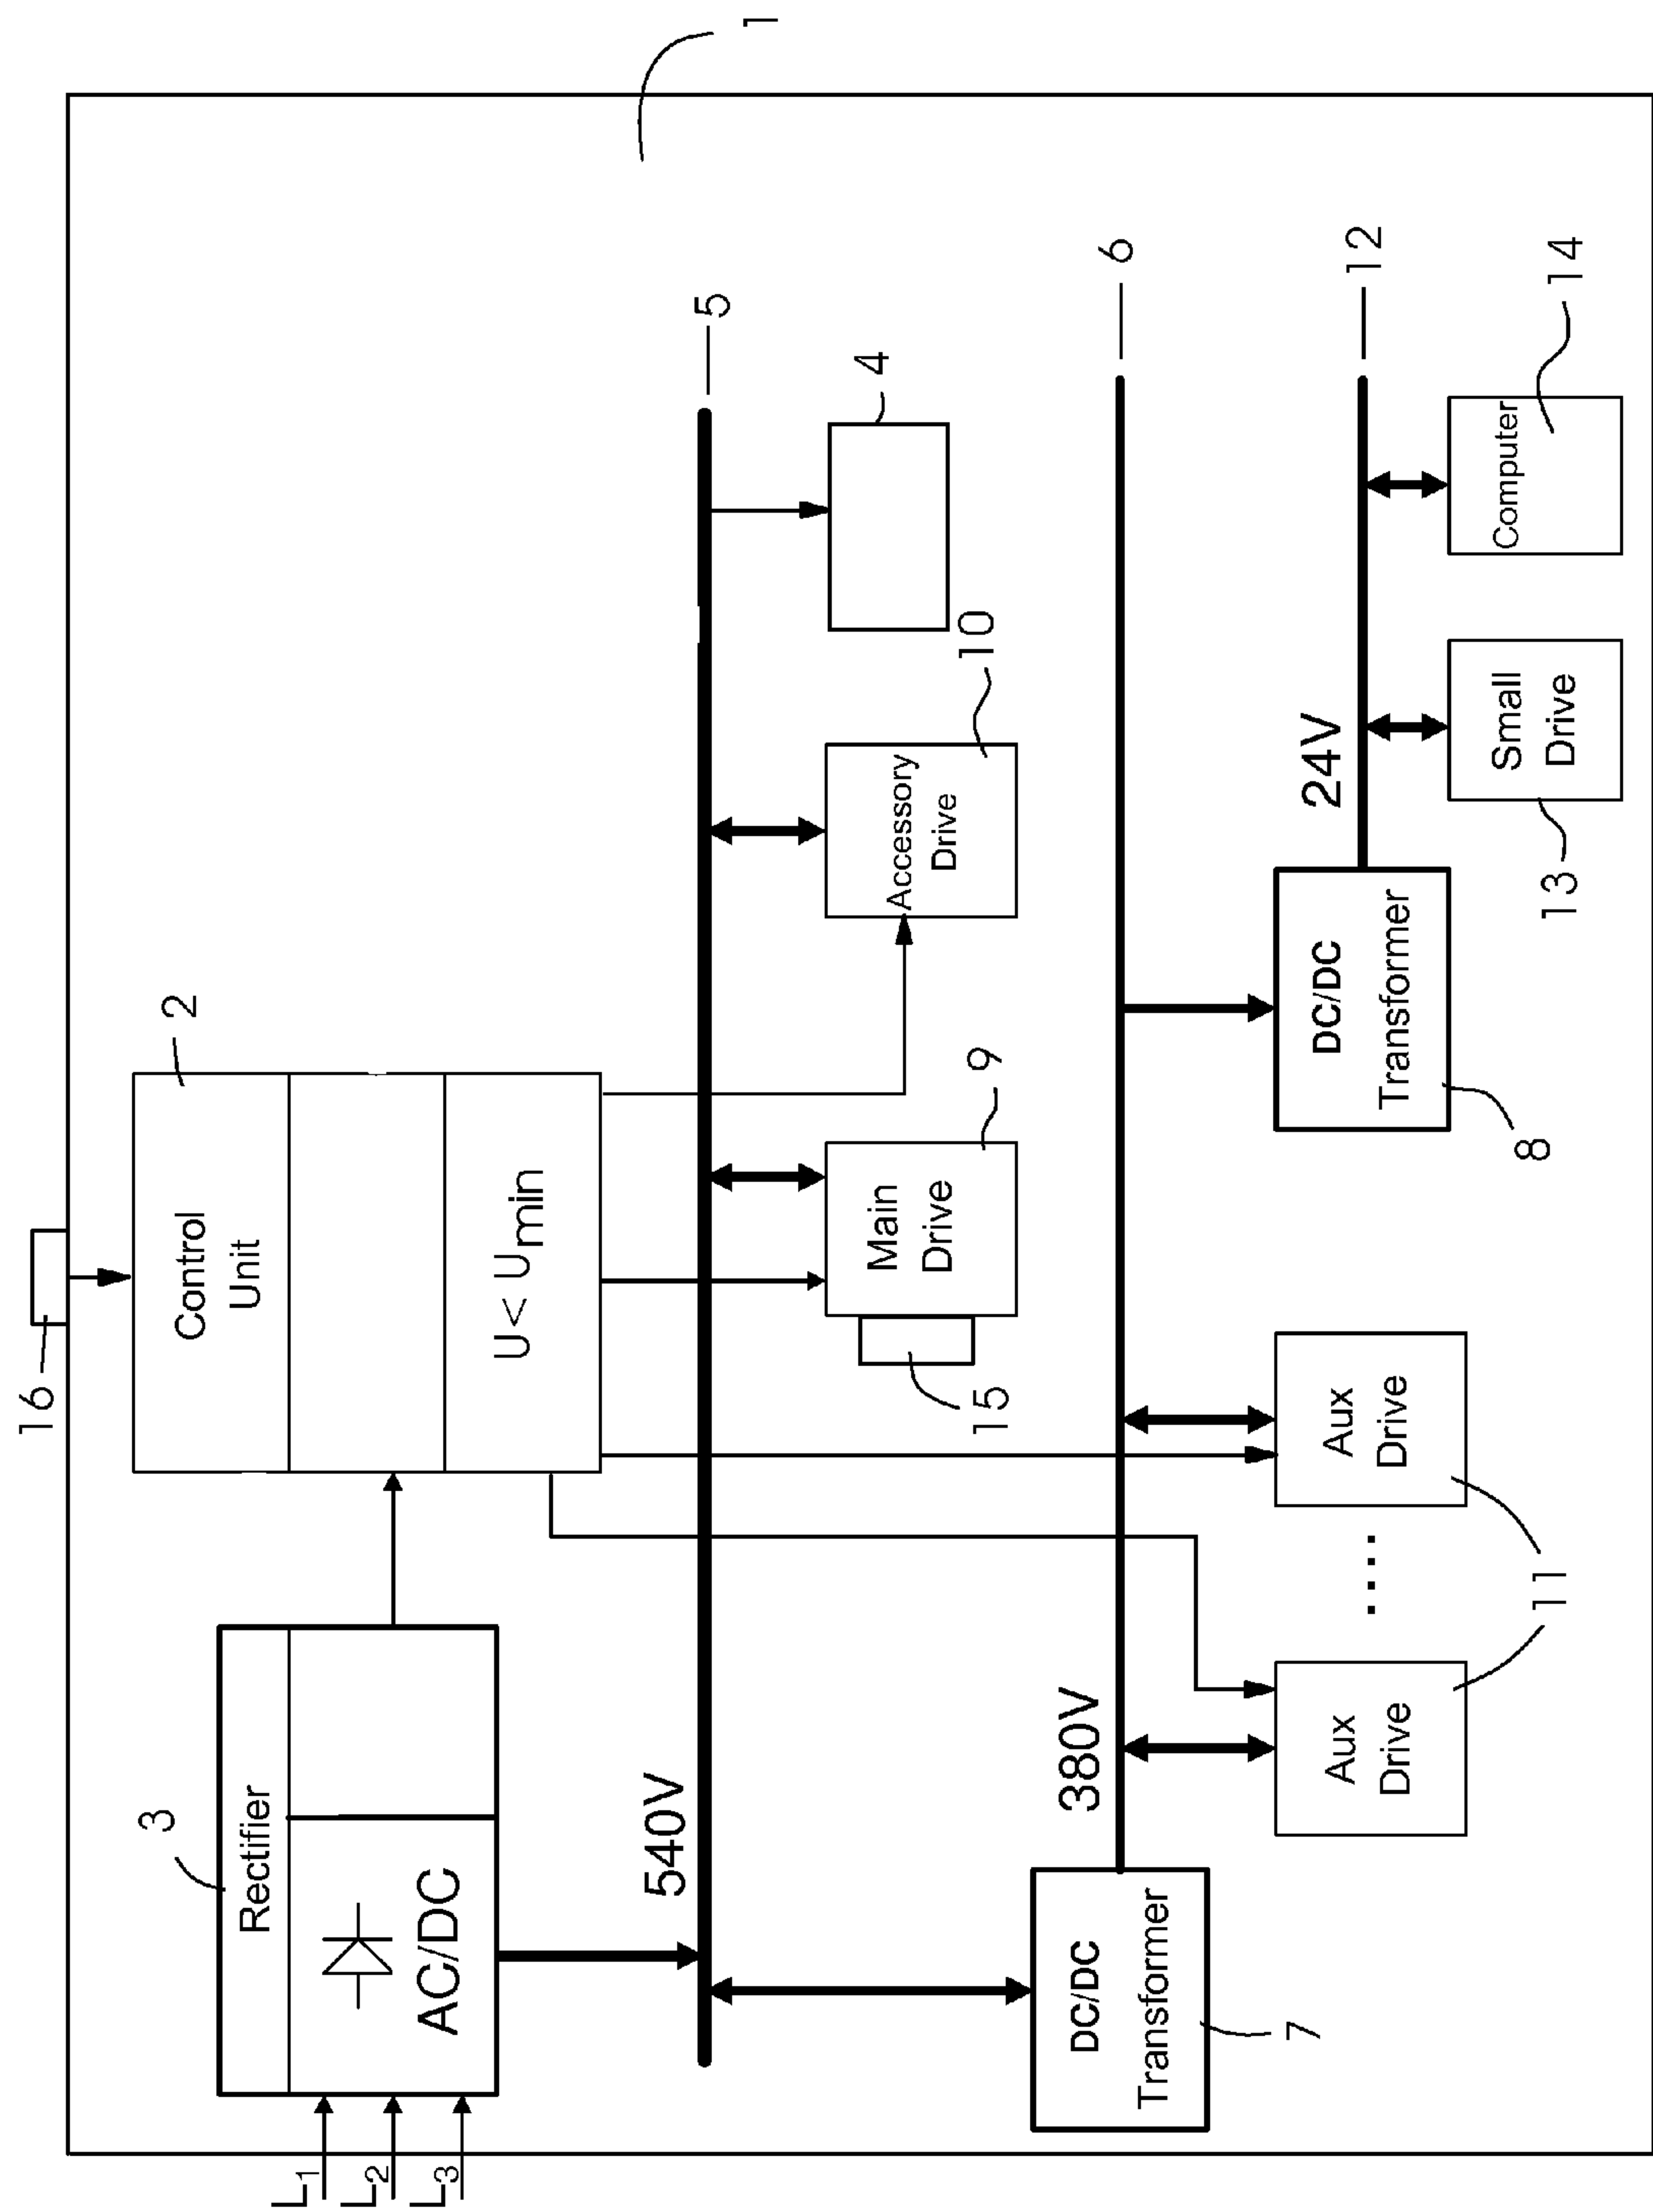 1
16
2
Control
Unit
U< Umin
3
Rectifier
AC/DC
L1
L2
L3
540V
5
4
10
Accessory
Drive
9
Main
Drive
15
380V
6
DC/DC
Transformer
7
Aux
Drive
....
Aux
Drive
11
24V
12
DC/DC
Transformer
8
Small
Drive
13
Computer
14